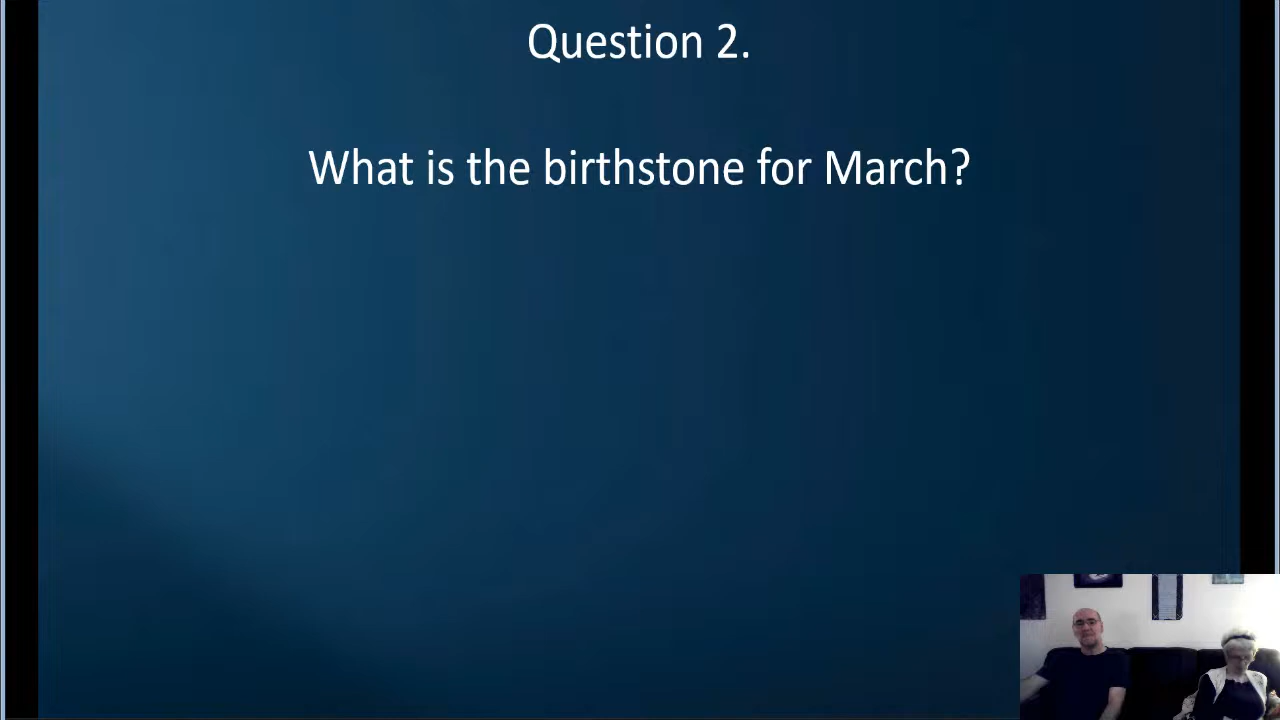 Question 2.
What is the birthstone for March?